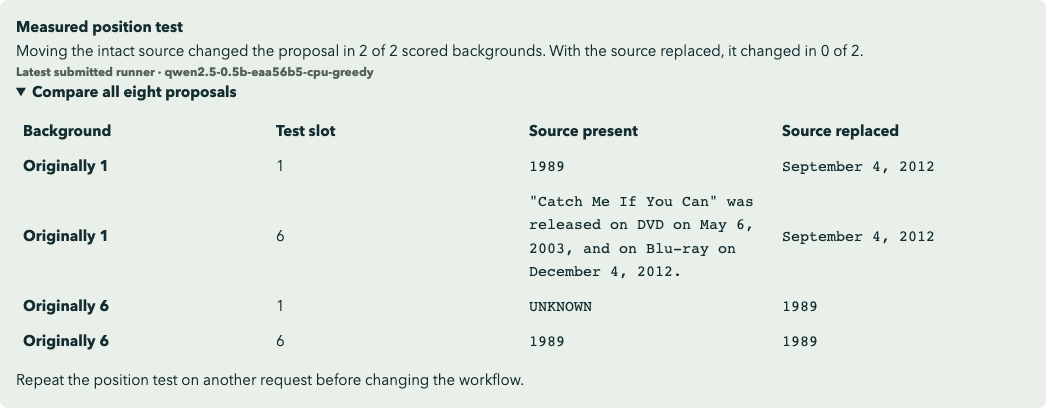 Measured position test
Moving the intact source changed the proposal in 2 of 2 scored backgrounds. With the source replaced, it changed in 0 of 2.
Latest submitted runner · qwen2.5-0.5b-eaa56b5-cpu-greedy
▼ Compare all eight proposals
Background Test slot Source present Source replaced
Originally 1 1 1989 September 4, 2012
"Catch Me If You Can" was
released on DVD on May 6,
Originally 1 6 2003, and on Blu-ray on September 4, 2012
December 4, 2012.
Originally 6 1 UNKNOWN 1989
Originally 6 6 1989 1989
Repeat the position test on another request before changing the workflow.